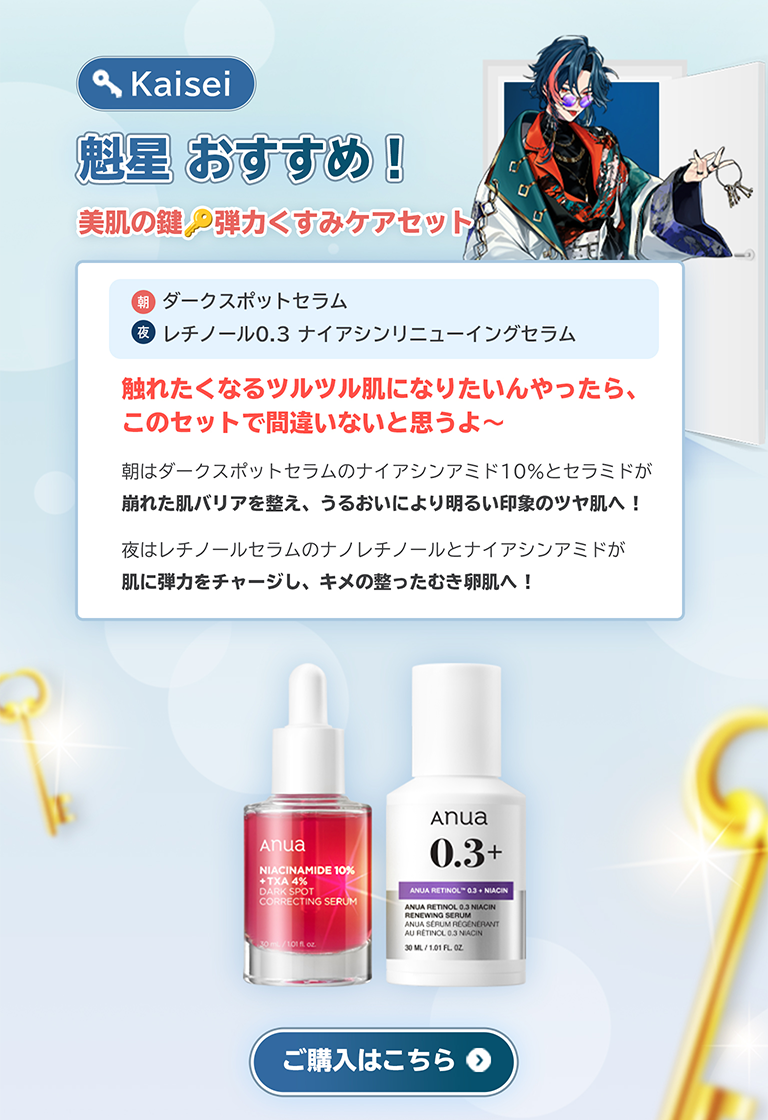 Kaisei
魁星 おすすめ！
美肌の鍵🔑弾力くすみケアセット
朝 ダークスポットセラム
夜 レチノール0.3 ナイアシンリニューイングセラム
触れたくなるツルツル肌になりたいんやったら、
このセットで間違いないと思うよ〜
朝はダークスポットセラムのナイアシンアミド10%とセラミドが
崩れた肌バリアを整え、うるおいにより明るい印象のツヤ肌へ！
夜はレチノールセラムのナノレチノールとナイアシンアミドが
肌に弾力をチャージし、キメの整ったむき卵肌へ！
Anua
NIACINAMIDE 10%
+TXA 4%
DARK SPOT
CORRECTING SERUM
30 mL / 1.01 fl. oz.
Anua
0.3+
ANUA RETINOL™ 0.3 + NIACIN
ANUA RETINOL 0.3 NIACIN
RENEWING SERUM
ANUA SÉRUM RÉGÉNÉRANT
AU RÉTINOL 0.3 NIACIN
30 ML / 1.01 FL. OZ.
ご購入はこちら